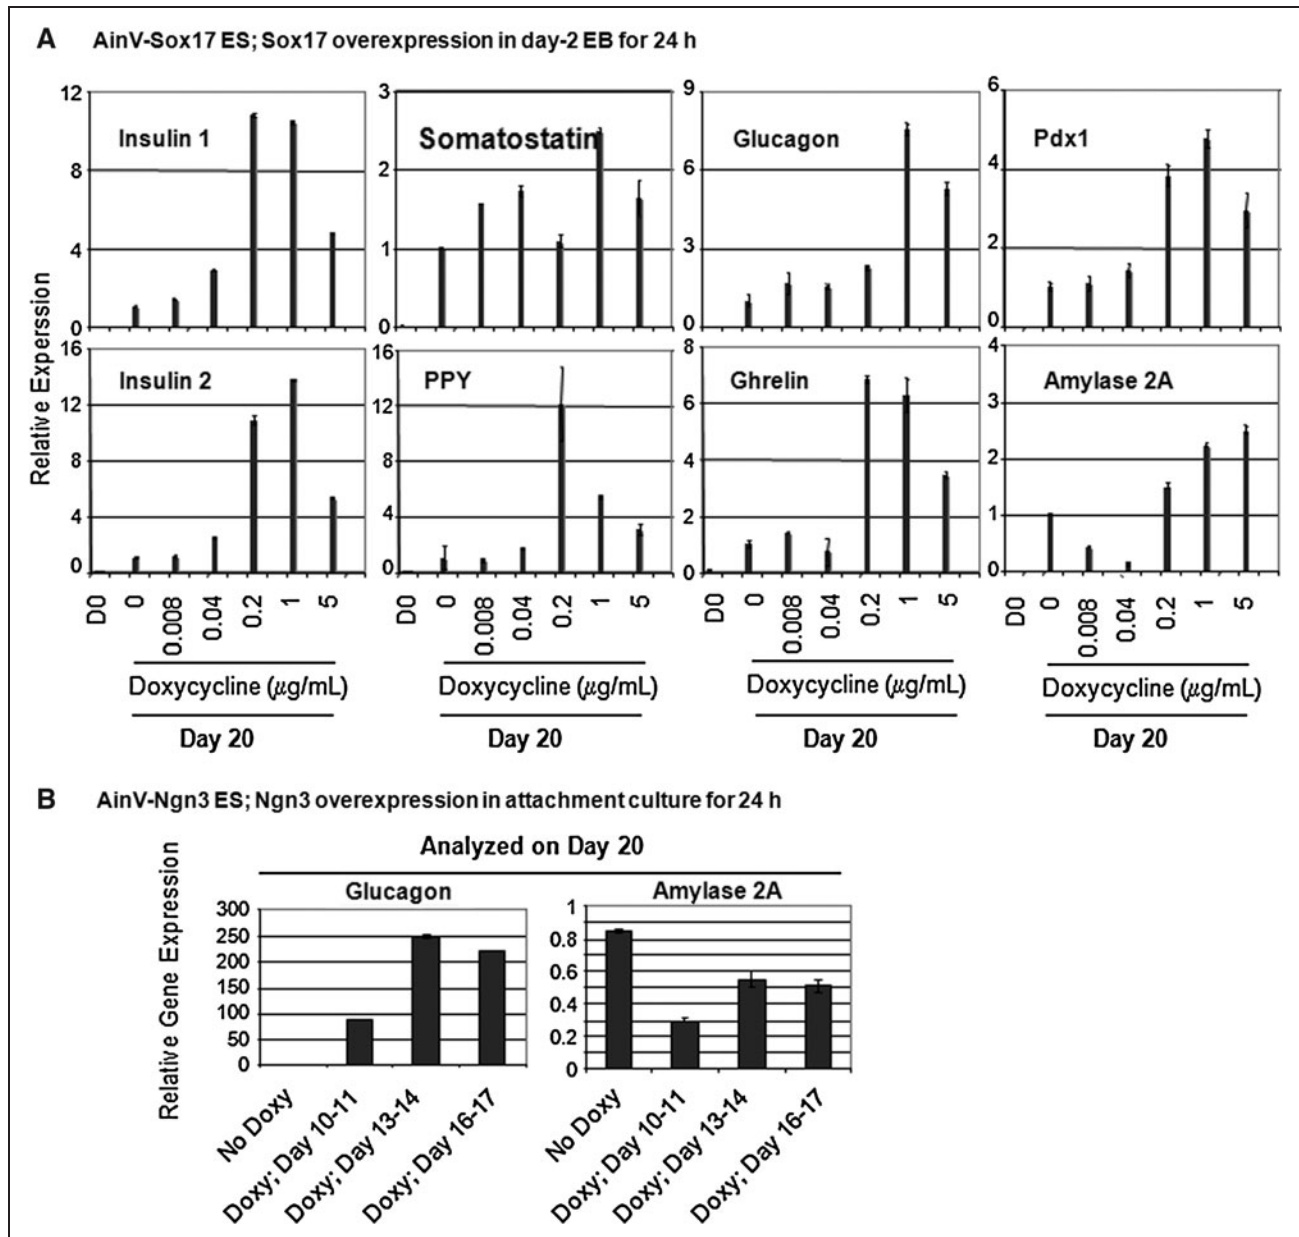 A AinV-Sox17 ES; Sox17 overexpression in day-2 EB for 24 h
Relative Experssion
Insulin 1
12
8
4
0
Somatostatin
3
2
1
0
Glucagon
9
6
3
0
Pdx1
6
4
2
0
Insulin 2
16
12
8
4
0
PPY
16
12
8
4
0
Ghrelin
8
6
4
2
0
Amylase 2A
4
3
2
1
0
D0 0 0.008 0.04 0.2 1 5
D0 0 0.008 0.04 0.2 1 5
D0 0 0.008 0.04 0.2 1 5
D0 0 0.008 0.04 0.2 1 5
Doxycycline (μg/mL) Doxycycline (μg/mL) Doxycycline (μg/mL) Doxycycline (μg/mL)
Day 20 Day 20 Day 20 Day 20
B AinV-Ngn3 ES; Ngn3 overexpression in attachment culture for 24 h
Analyzed on Day 20
Relative Gene Expression
Glucagon
300
250
200
150
100
50
0
No Doxy
Doxy; Day 10-11
Doxy; Day 13-14
Doxy; Day 16-17
Amylase 2A
1
0.8
0.6
0.4
0.2
0
No Doxy
Doxy; Day 10-11
Doxy; Day 13-14
Doxy; Day 16-17